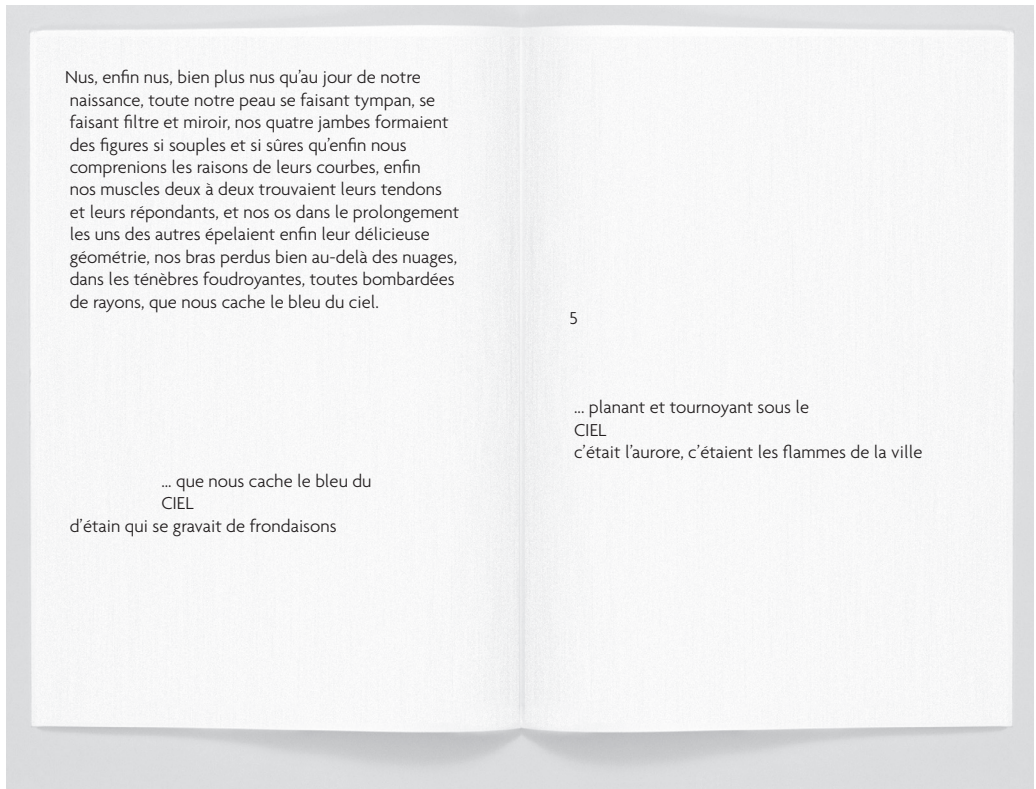 Nus, enfin nus, bien plus nus qu’au jour de notre
naissance, toute notre peau se faisant tympan, se
faisant filtre et miroir, nos quatre jambes formaient
des figures si souples et si sûres qu’enfin nous
comprenions les raisons de leurs courbes, enfin
nos muscles deux à deux trouvaient leurs tendons
et leurs répondants, et nos os dans le prolongement
les uns des autres épelaient enfin leur délicieuse
géométrie, nos bras perdus bien au-delà des nuages,
dans les ténèbres foudroyantes, toutes bombardées
de rayons, que nous cache le bleu du ciel.
... que nous cache le bleu du
CIEL
d’étain qui se gravait de frondaisons
5
... planant et tournoyant sous le
CIEL
c’était l’aurore, c’étaient les flammes de la ville